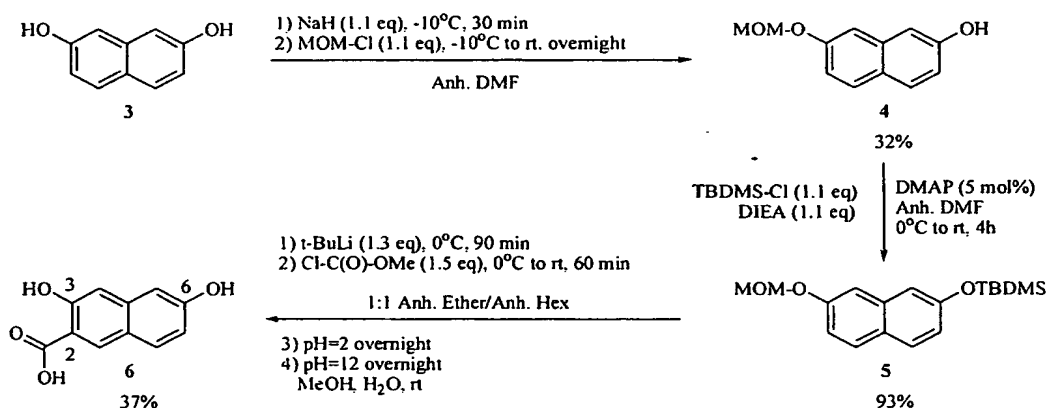 HO
OH
3
1) NaH (1.1 eq), -10°C, 30 min
2) MOM-Cl (1.1 eq), -10°C to rt. overnight
Anh. DMF
MOM-O
OH
4
32%
TBDMS-Cl (1.1 eq)
DIEA (1.1 eq)
DMAP (5 mol%)
Anh. DMF
0°C to rt, 4h
MOM-O
OTBDMS
5
93%
1) t-BuLi (1.3 eq), 0°C, 90 min
2) Cl-C(O)-OMe (1.5 eq), 0°C to rt, 60 min
1:1 Anh. Ether/Anh. Hex
3) pH=2 overnight
4) pH=12 overnight
MeOH, H₂O, rt
HO
3
6
OH
O
2
OH
6
37%